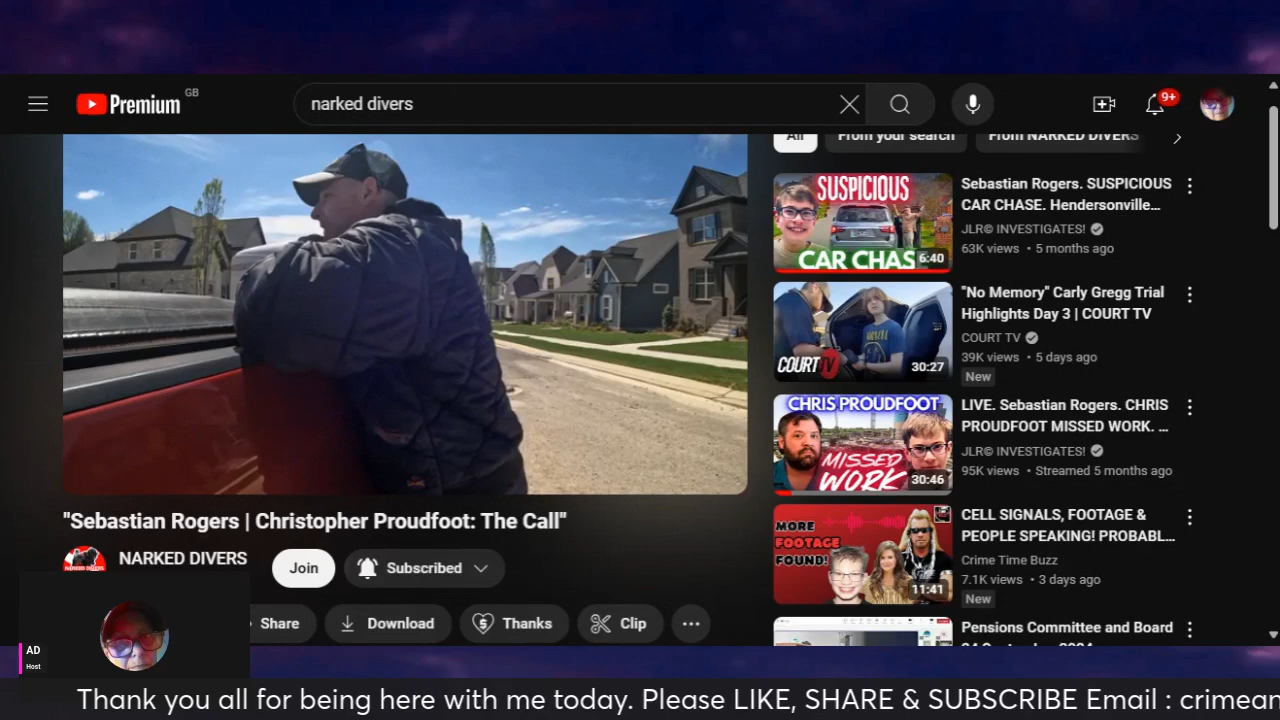 Premium GB
narked divers
9+
All
From your search
From NARKED DIVERS
SUSPICIOUS
CAR CHAS
6:40
Sebastian Rogers. SUSPICIOUS
CAR CHASE. Hendersonville...
JLR© INVESTIGATES!
63K views • 5 months ago
COURT TV
30:27
"No Memory" Carly Gregg Trial
Highlights Day 3 | COURT TV
COURT TV
39K views • 5 days ago
New
CHRIS PROUDFOOT
MISSED
WORK
30:46
LIVE. Sebastian Rogers. CHRIS
PROUDFOOT MISSED WORK. ...
JLR© INVESTIGATES!
95K views • Streamed 5 months ago
MORE
FOOTAGE
FOUND!
11:41
CELL SIGNALS, FOOTAGE &
PEOPLE SPEAKING! PROBABL...
Crime Time Buzz
7.1K views • 3 days ago
New
Pensions Committee and Board
"Sebastian Rogers | Christopher Proudfoot: The Call"
NARKED DIVERS
Join
Subscribed
Share
Download
Thanks
Clip
AD
Host
Thank you all for being here with me today. Please LIKE, SHARE & SUBSCRIBE Email : crimear